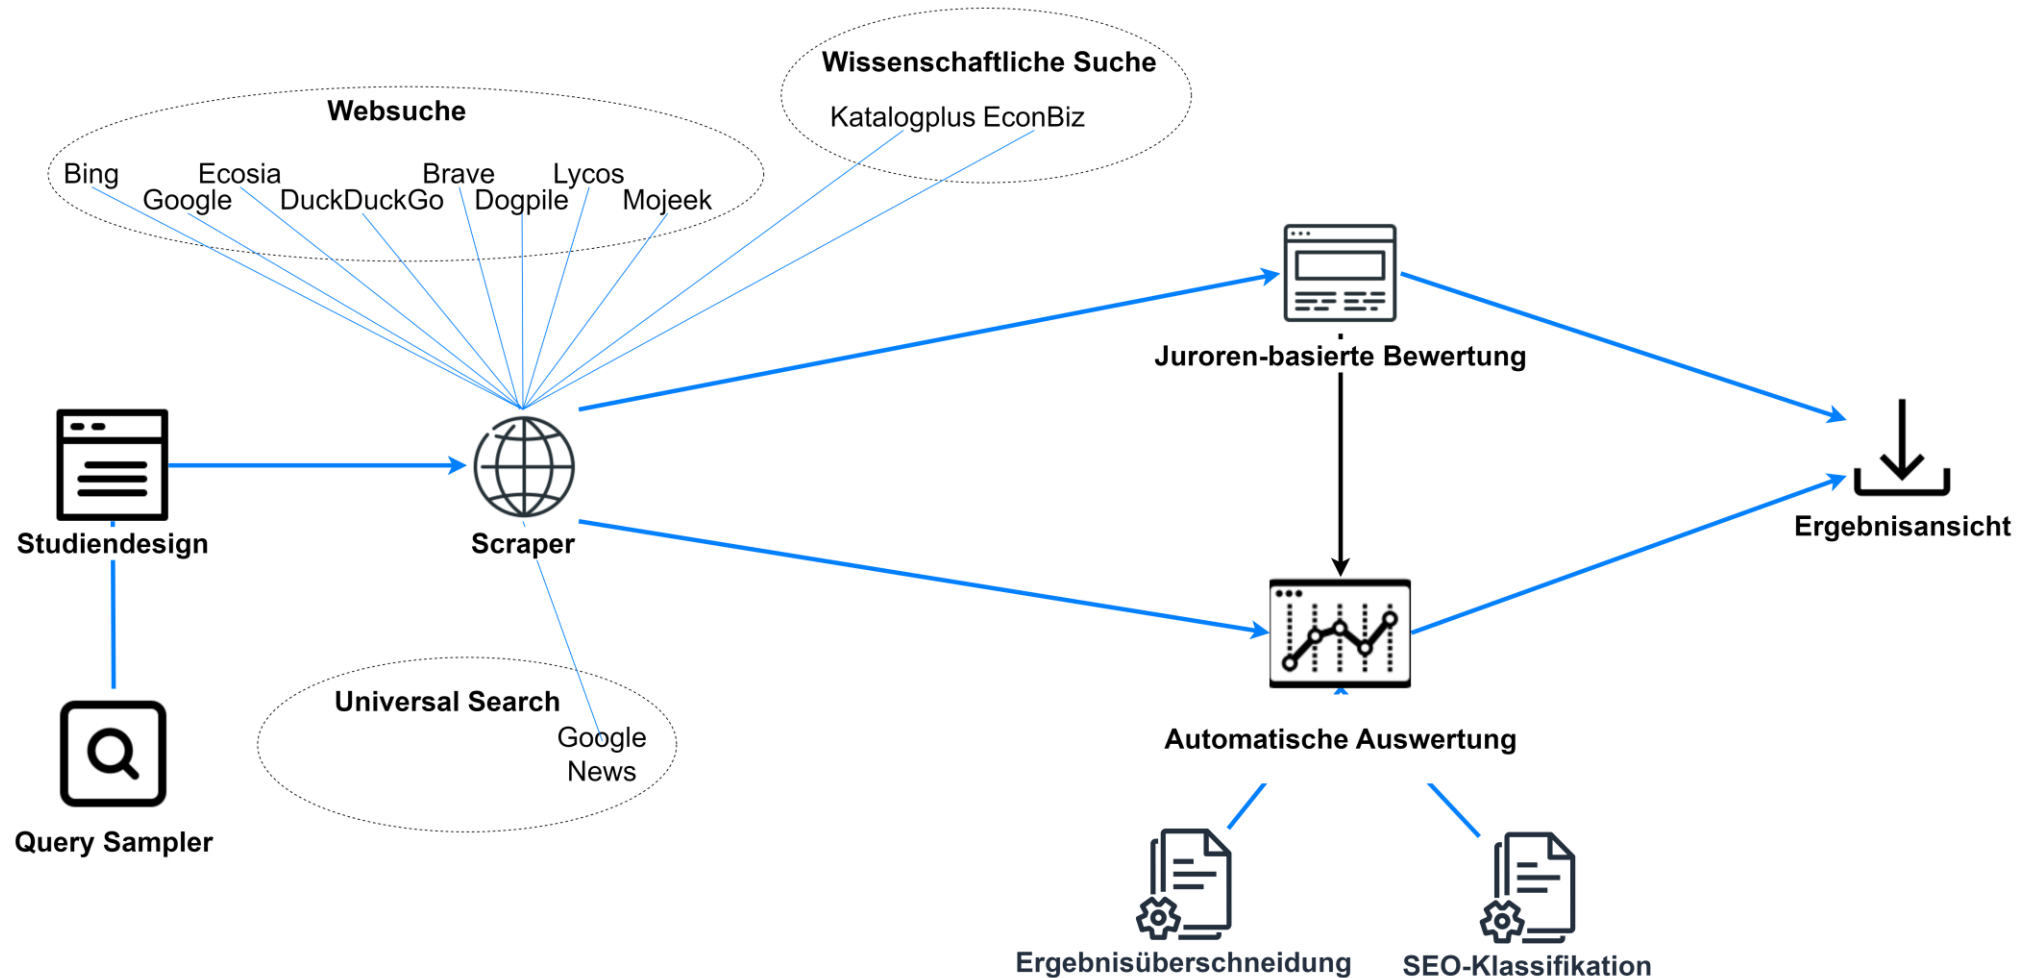 Wissenschaftliche Suche
Katalogplus EconBiz
Websuche
Bing
Ecosia
Brave
Lycos
Google
DuckDuckGo
Dogpile
Mojeek
Juroren-basierte Bewertung
Ergebnisansicht
Studiendesign
Scraper
Universal Search
Google
News
Automatische Auswertung
Query Sampler
Ergebnisüberschneidung
SEO-Klassifikation